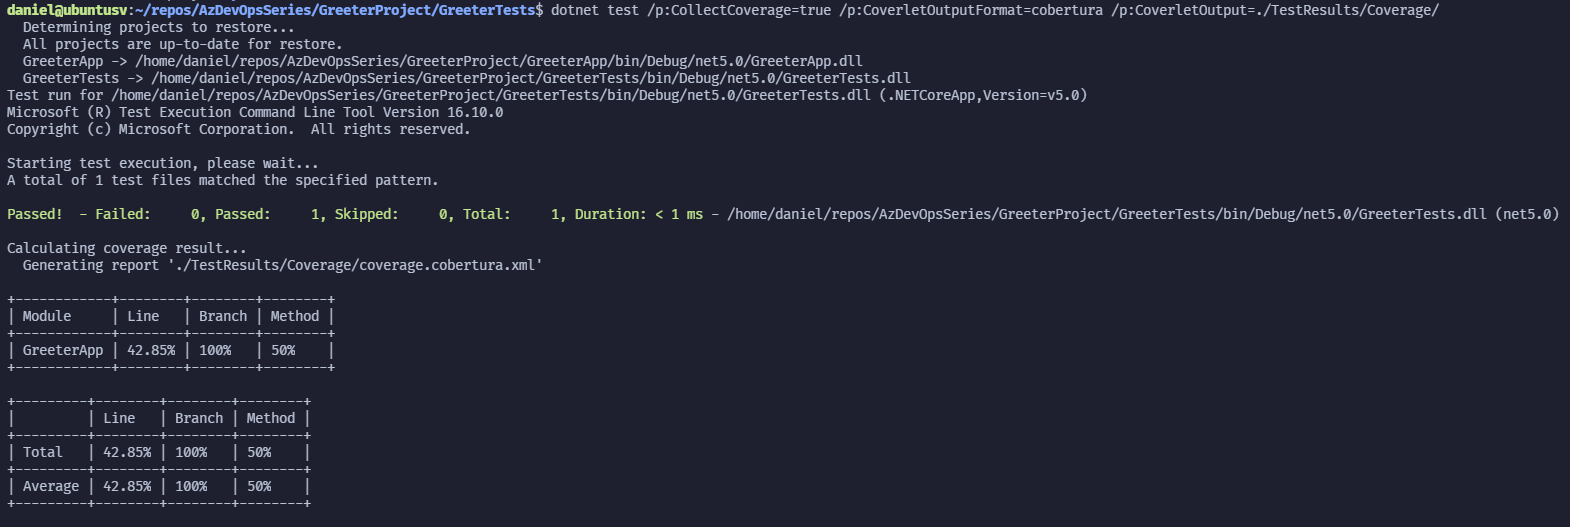 daniel@ubuntusv:~/repos/AzDevOpsSeries/GreeterProject/GreeterTests$ dotnet test /p:CollectCoverage=true /p:CoverletOutputFormat=cobertura /p:CoverletOutput=./TestResults/Coverage/
  Determining projects to restore...
  All projects are up-to-date for restore.
  GreeterApp -> /home/daniel/repos/AzDevOpsSeries/GreeterProject/GreeterApp/bin/Debug/net5.0/GreeterApp.dll
  GreeterTests -> /home/daniel/repos/AzDevOpsSeries/GreeterProject/GreeterTests/bin/Debug/net5.0/GreeterTests.dll
Test run for /home/daniel/repos/AzDevOpsSeries/GreeterProject/GreeterTests/bin/Debug/net5.0/GreeterTests.dll (.NETCoreApp,Version=v5.0)
Microsoft (R) Test Execution Command Line Tool Version 16.10.0
Copyright (c) Microsoft Corporation.  All rights reserved.

Starting test execution, please wait...
A total of 1 test files matched the specified pattern.

Passed!  - Failed:     0, Passed:     1, Skipped:     0, Total:     1, Duration: < 1 ms - /home/daniel/repos/AzDevOpsSeries/GreeterProject/GreeterTests/bin/Debug/net5.0/GreeterTests.dll (net5.0)

Calculating coverage result...
  Generating report './TestResults/Coverage/coverage.cobertura.xml'

+------------+--------+--------+--------+
| Module     | Line   | Branch | Method |
+------------+--------+--------+--------+
| GreeterApp | 42.85% | 100%   | 50%    |
+------------+--------+--------+--------+

+---------+--------+--------+--------+
|         | Line   | Branch | Method |
+---------+--------+--------+--------+
| Total   | 42.85% | 100%   | 50%    |
+---------+--------+--------+--------+
| Average | 42.85% | 100%   | 50%    |
+---------+--------+--------+--------+